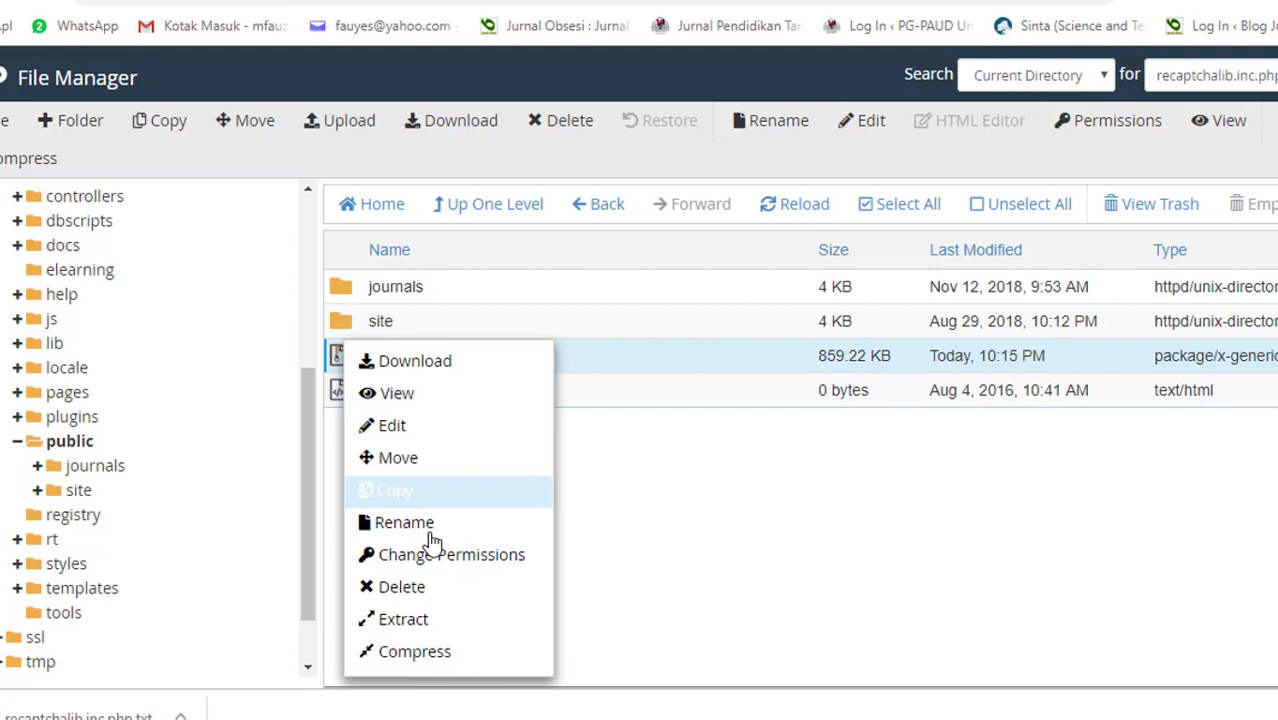 WhatsApp Kotak Masuk - mfauz fauyes@yahoo.com Jurnal Obsesi : Jurnal Jurnal Pendidikan Tan Log In ‹ PG-PAUD Un Sinta (Science and Te Log In ‹ Blog Ju
File Manager Search Current Directory for recaptchalib.inc.php
e Folder Copy Move Upload Download Delete Restore Rename Edit HTML Editor Permissions View
ompress
controllers
dbscripts
docs
elearning
help
js
lib
locale
pages
plugins
public
journals
site
registry
rt
styles
templates
tools
ssl
tmp
Home Up One Level Back Forward Reload Select All Unselect All View Trash Emp
Name Size Last Modified Type
journals 4 KB Nov 12, 2018, 9:53 AM httpd/unix-director
site 4 KB Aug 29, 2018, 10:12 PM httpd/unix-director
859.22 KB Today, 10:15 PM package/x-generic
0 bytes Aug 4, 2016, 10:41 AM text/html
Download
View
Edit
Move
Copy
Rename
Change Permissions
Delete
Extract
Compress
recaptchalib.inc.php.txt